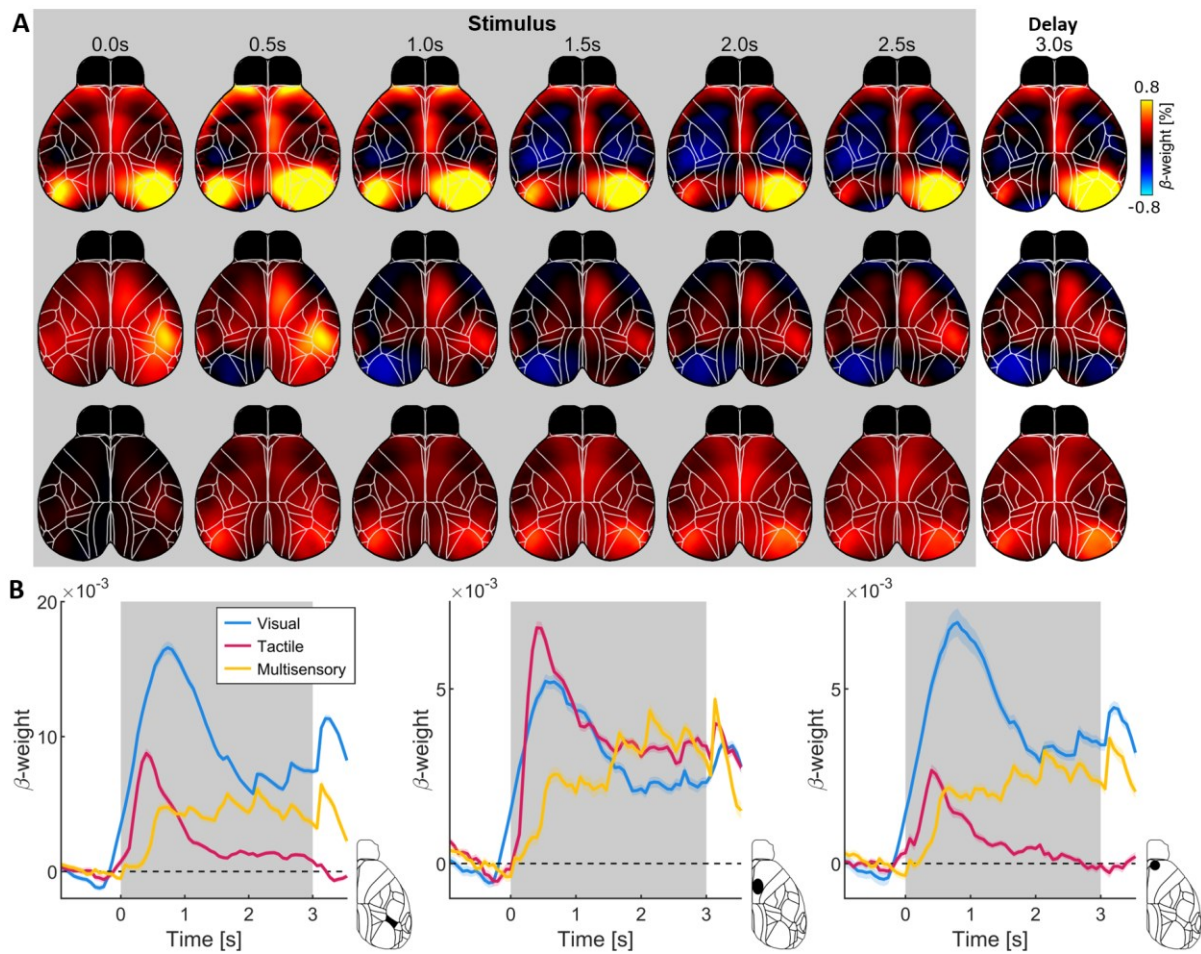 A
Stimulus
Delay
0.0s 0.5s 1.0s 1.5s 2.0s 2.5s 3.0s
0.8
β-weight [%]
-0.8
B
×10⁻³ ×10⁻³ ×10⁻³
20
10
0
β-weight
Visual
Tactile
Multisensory
0 1 2 3
Time [s]
5
0
β-weight
0 1 2 3
Time [s]
5
0
β-weight
0 1 2 3
Time [s]